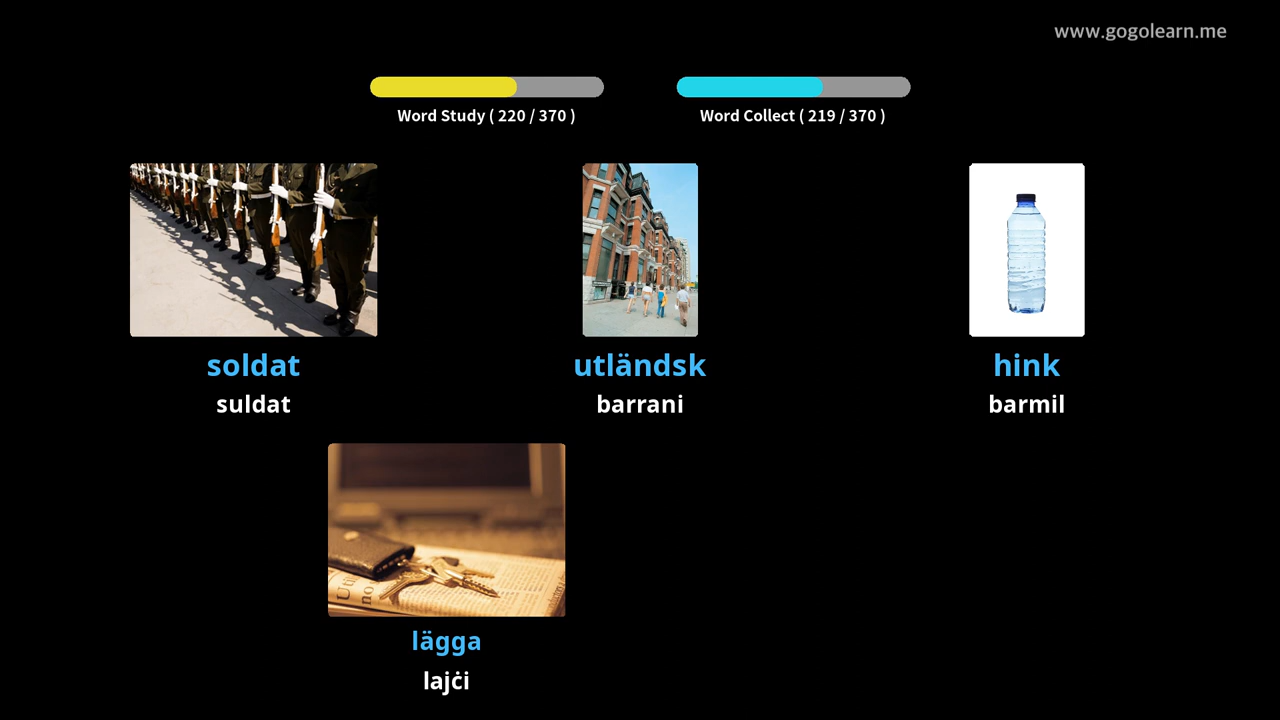 www.gogolearn.me
Word Study ( 220 / 370 )
Word Collect ( 219 / 370 )
soldat
suldat
utländsk
barrani
hink
barmil
lägga
lajċi